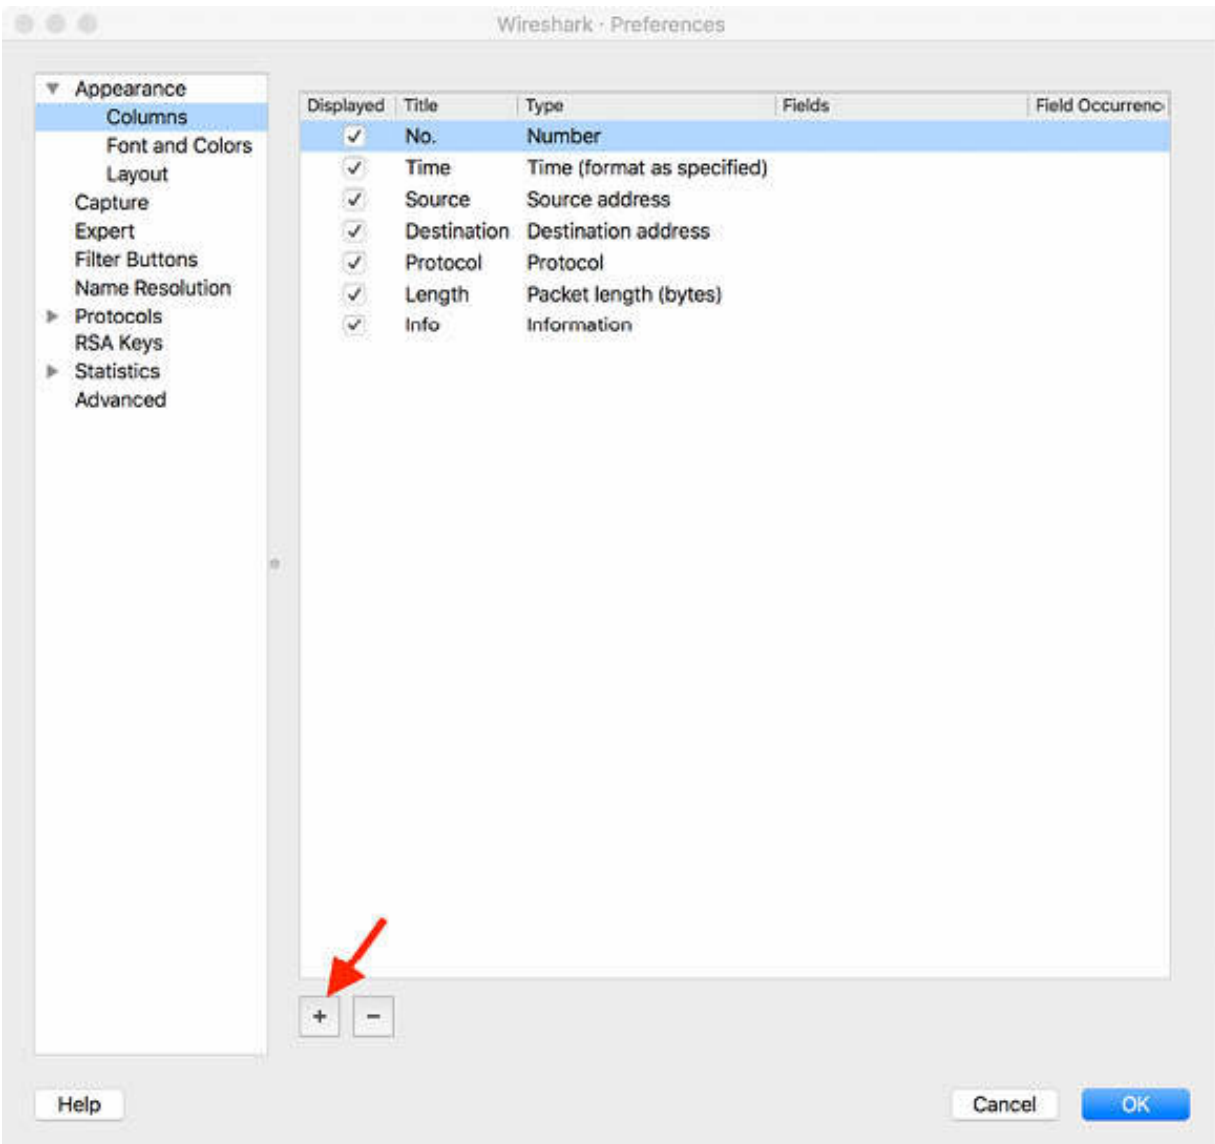 Wireshark · Preferences
Appearance
Columns
Font and Colors
Layout
Capture
Expert
Filter Buttons
Name Resolution
Protocols
RSA Keys
Statistics
Advanced
Displayed Title Type Fields Field Occurrenc
No. Number
Time Time (format as specified)
Source Source address
Destination Destination address
Protocol Protocol
Length Packet length (bytes)
Info Information
+ −
Help Cancel OK